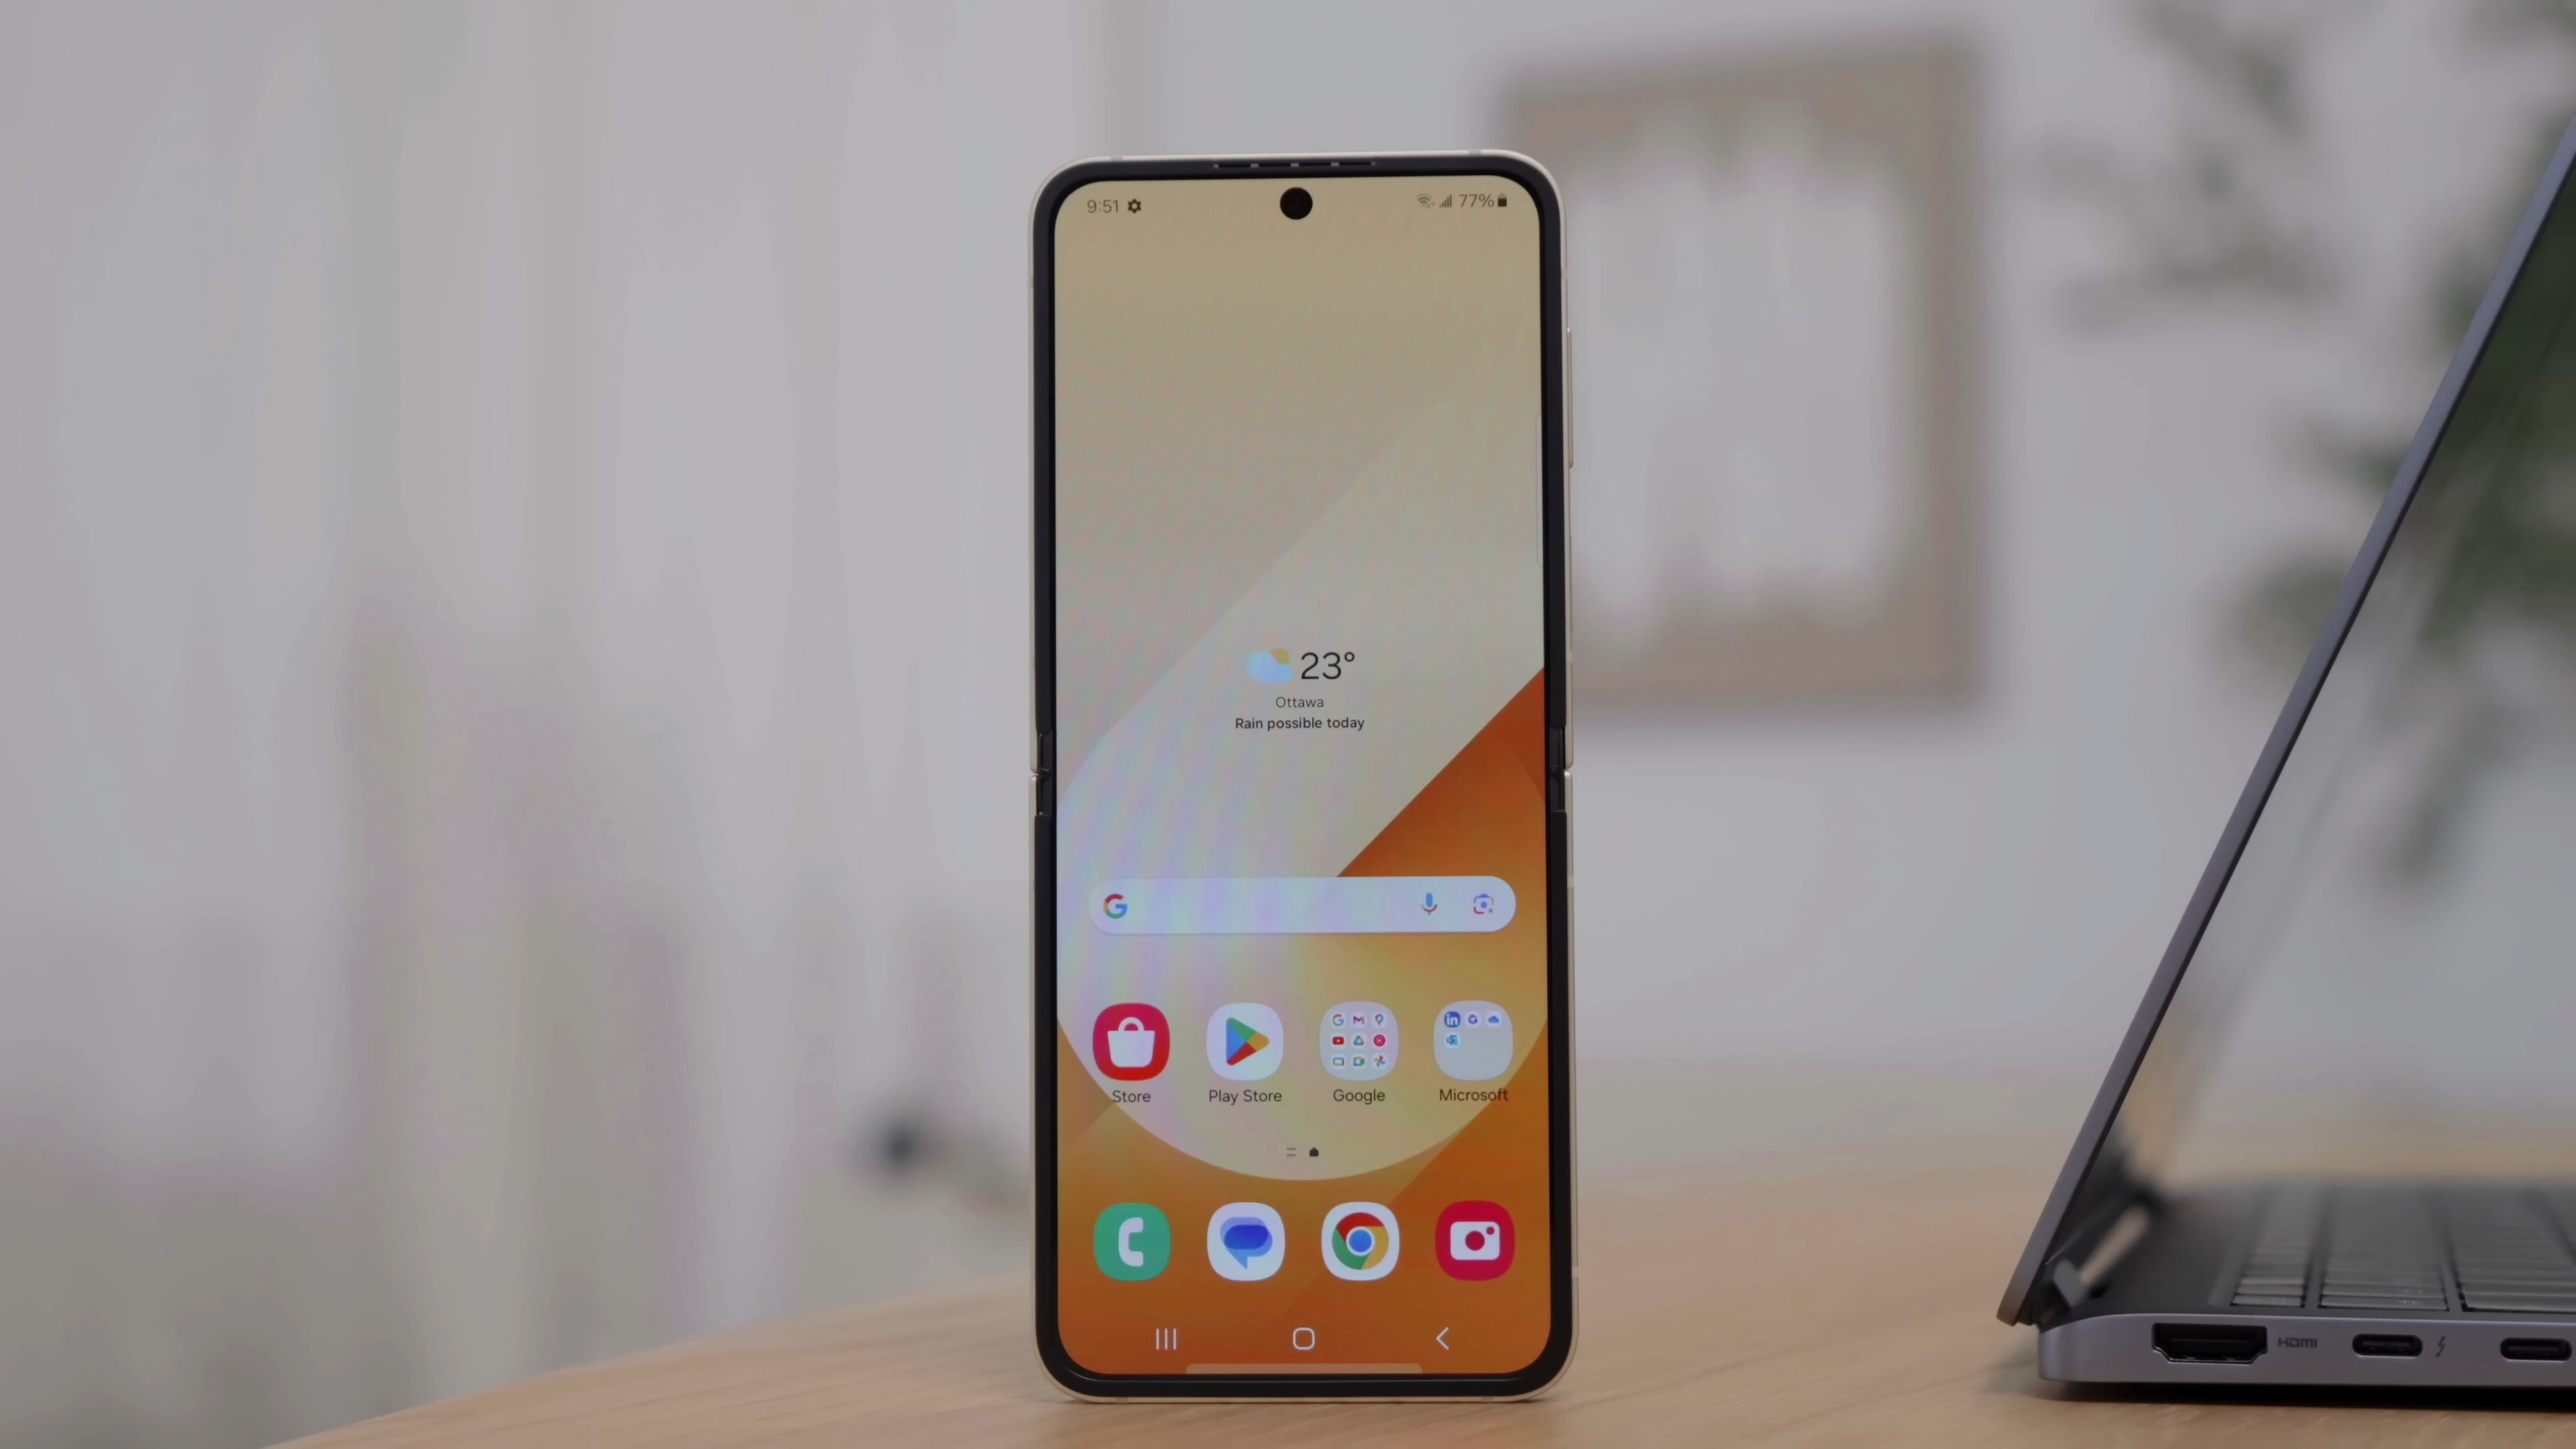 9:51
77%
23°
Ottawa
Rain possible today
Store
Play Store
Google
Microsoft
HDMI